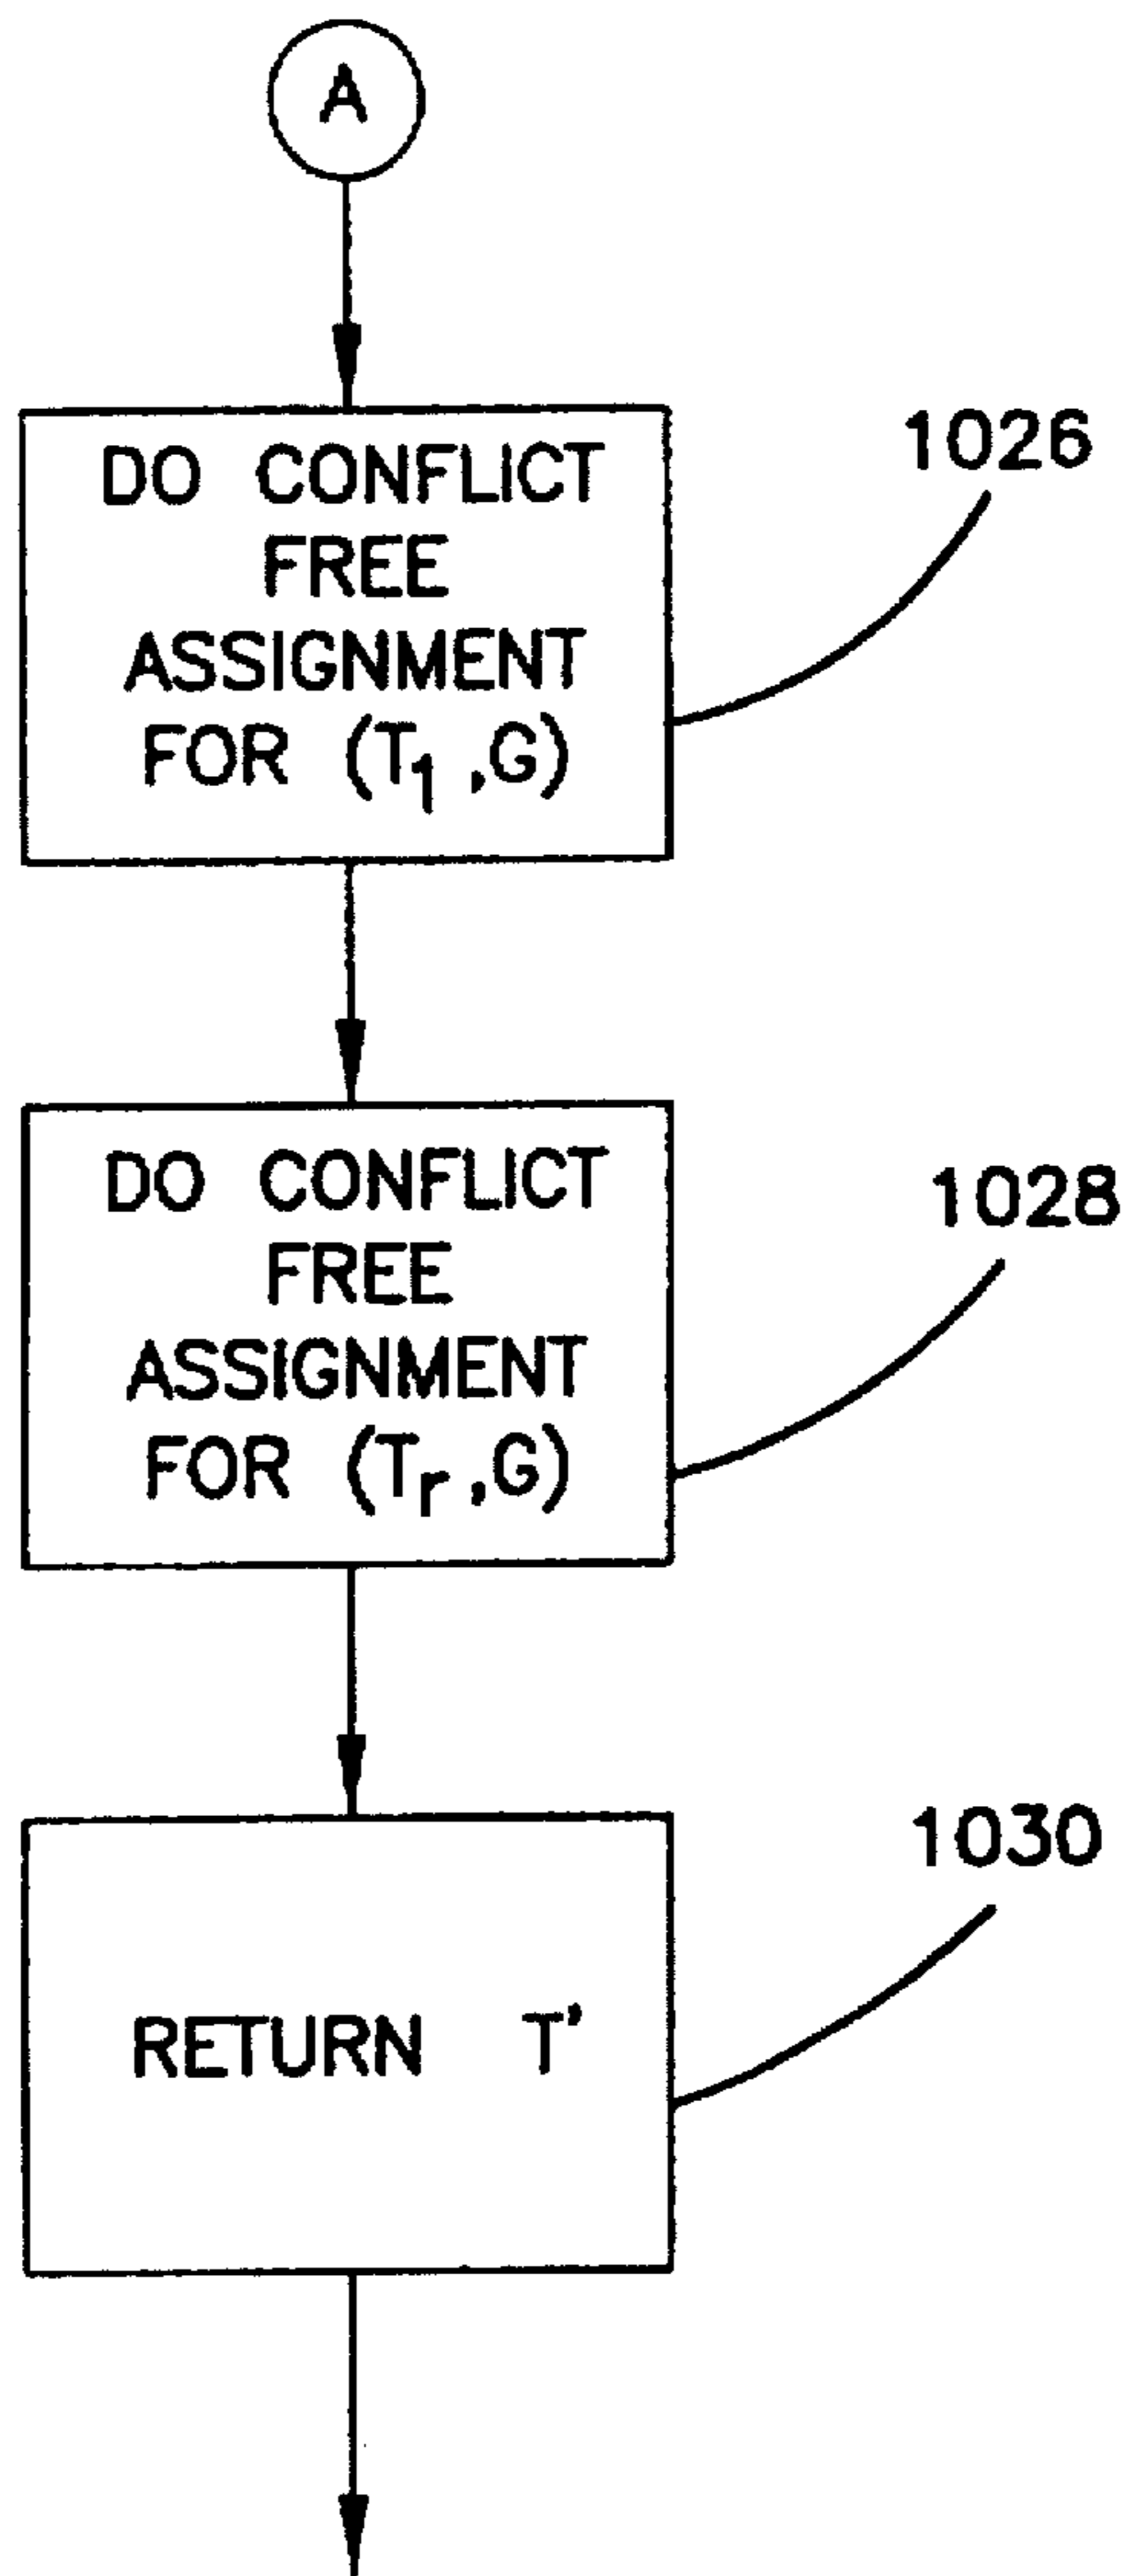 A
DO CONFLICT
FREE
ASSIGNMENT
FOR (T₁ ,G)
1026
DO CONFLICT
FREE
ASSIGNMENT
FOR (Tᵣ ,G)
1028
RETURN T'
1030